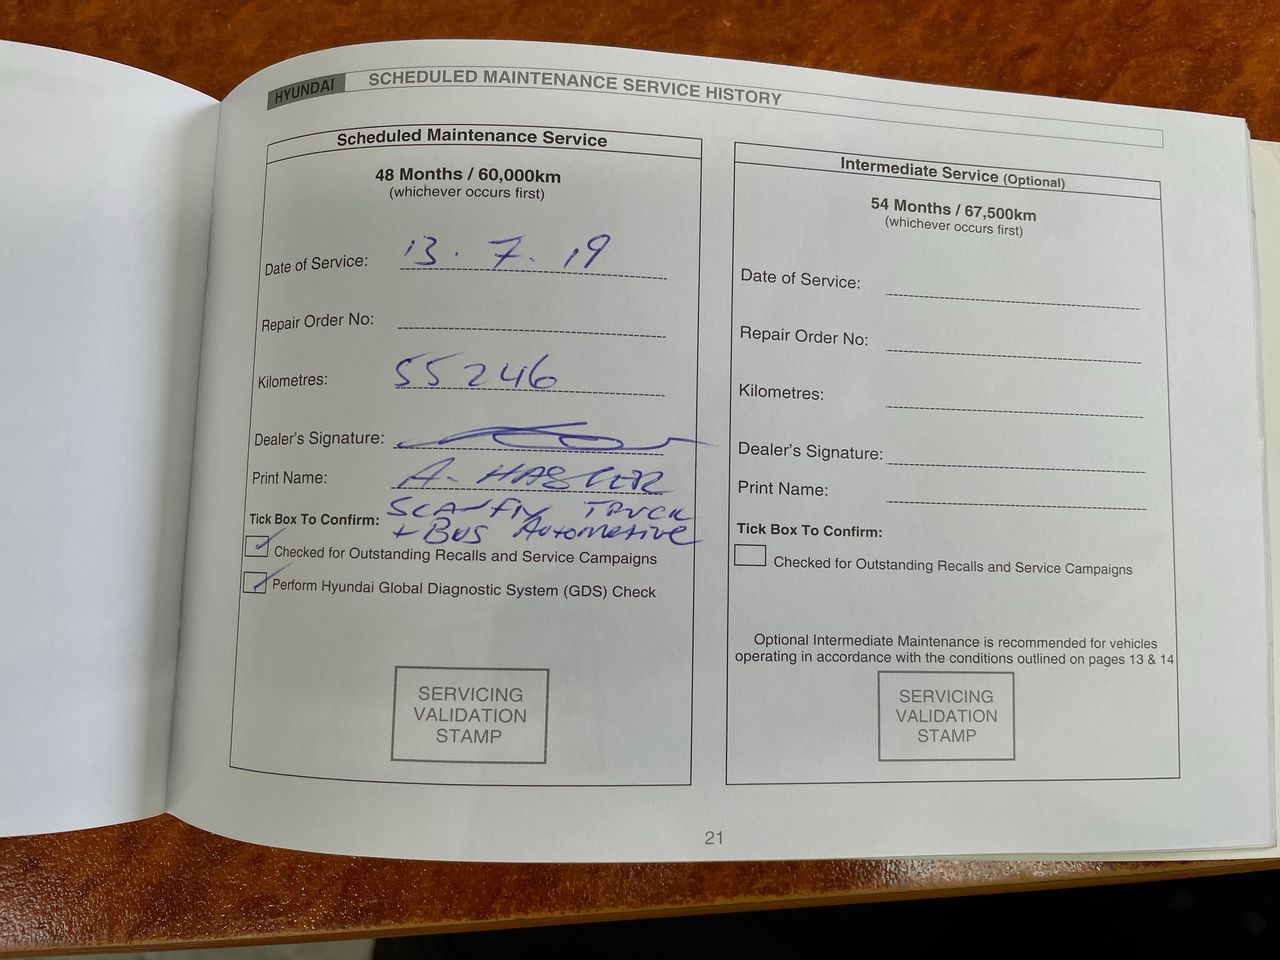 HYUNDAI SCHEDULED MAINTENANCE SERVICE HISTORY
Scheduled Maintenance Service
48 Months / 60,000km
(whichever occurs first)
Date of Service: 13 . 7 . 19
Repair Order No:
Kilometres: 55246
Dealer's Signature:
Print Name: A.
TRUCK
Tick Box To Confirm: + BUS Automotive
Checked for Outstanding Recalls and Service Campaigns
Perform Hyundai Global Diagnostic System (GDS) Check
SERVICING
VALIDATION
STAMP
Intermediate Service (Optional)
54 Months / 67,500km
(whichever occurs first)
Date of Service:
Repair Order No:
Kilometres:
Dealer's Signature:
Print Name:
Tick Box To Confirm:
Checked for Outstanding Recalls and Service Campaigns
Optional Intermediate Maintenance is recommended for vehicles
operating in accordance with the conditions outlined on pages 13 & 14
SERVICING
VALIDATION
STAMP
21